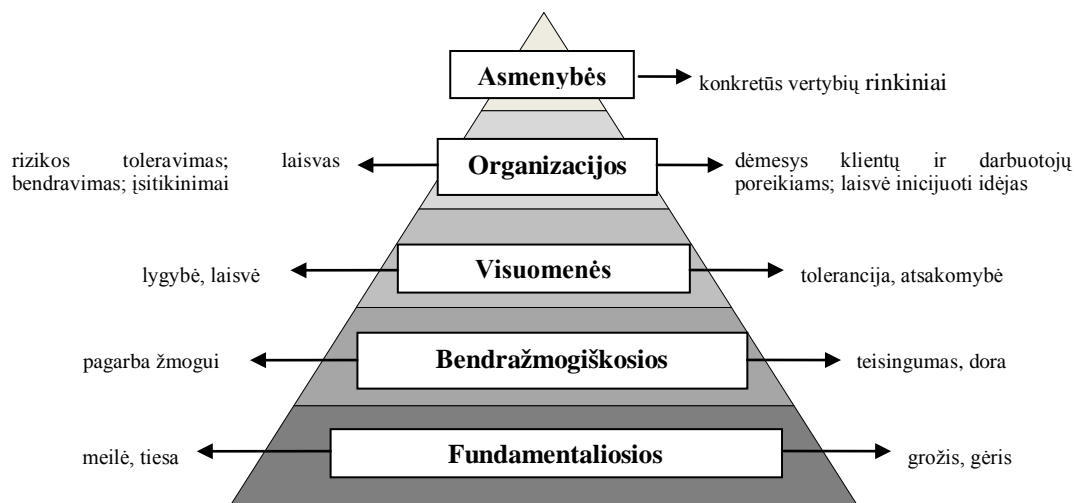 Asmenybės
konkretūs vertybių rinkiniai
rizikos toleravimas; laisvas
bendravimas; įsitikinimai
Organizacijos
dėmesys klientų ir darbuotojų
poreikiams; laisvė inicijuoti idėjas
lygybė, laisvė
Visuomenės
tolerancija, atsakomybė
pagarba žmogui
Bendražmogiškosios
teisingumas, dora
meilė, tiesa
Fundamentaliosios
grožis, gėris